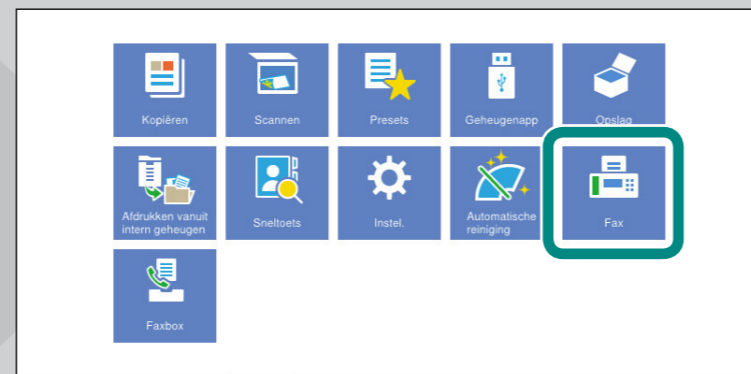 Kopiëren
Scannen
Presets
Geheugenapp
Opslag
Afdrukken vanuit
intern geheugen
Sneltoets
Instel.
Automatische
reiniging
Fax
Faxbox